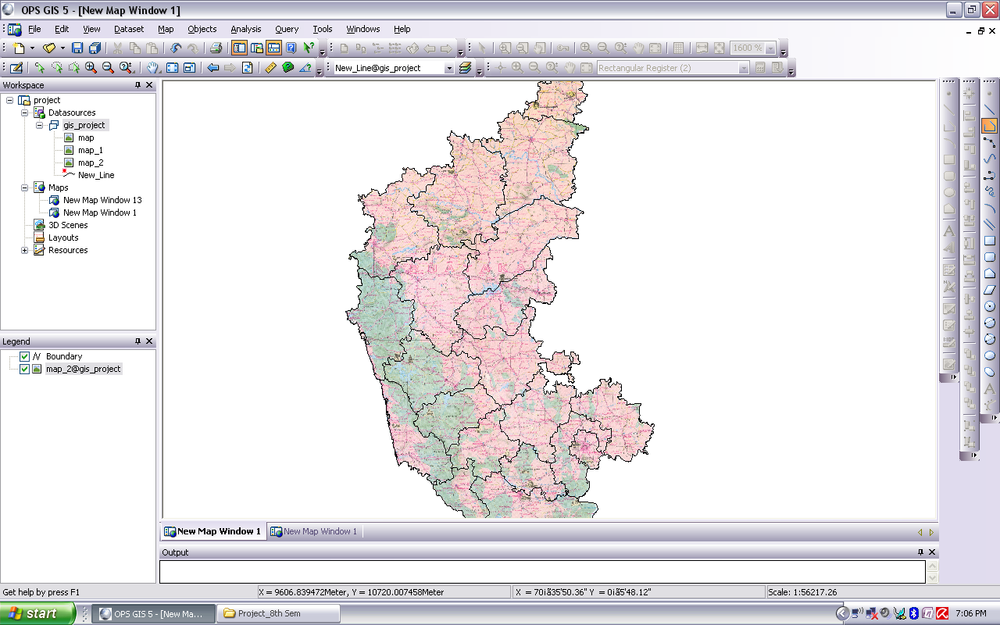 OPS GIS 5 - [New Map Window 1]
File Edit View Dataset Map Objects Analysis Query Tools Windows Help
1600 %
New_Line@gis_project
Rectangular Register (2)
Workspace
project
Datasources
gis_project
map
map_1
map_2
New_Line
Maps
New Map Window 13
New Map Window 1
3D Scenes
Layouts
Resources
Legend
Boundary
map_2@gis_project
New Map Window 1 New Map Window 1
Output
Get help by press F1 X = 9606.839472Meter, Y = 10720.007458Meter X = 70iã5'50.36" Y = 0iã5'48.12" Scale: 1:56217.26
start OPS GIS 5 - [New Ma... Project_8th Sem 7:06 PM